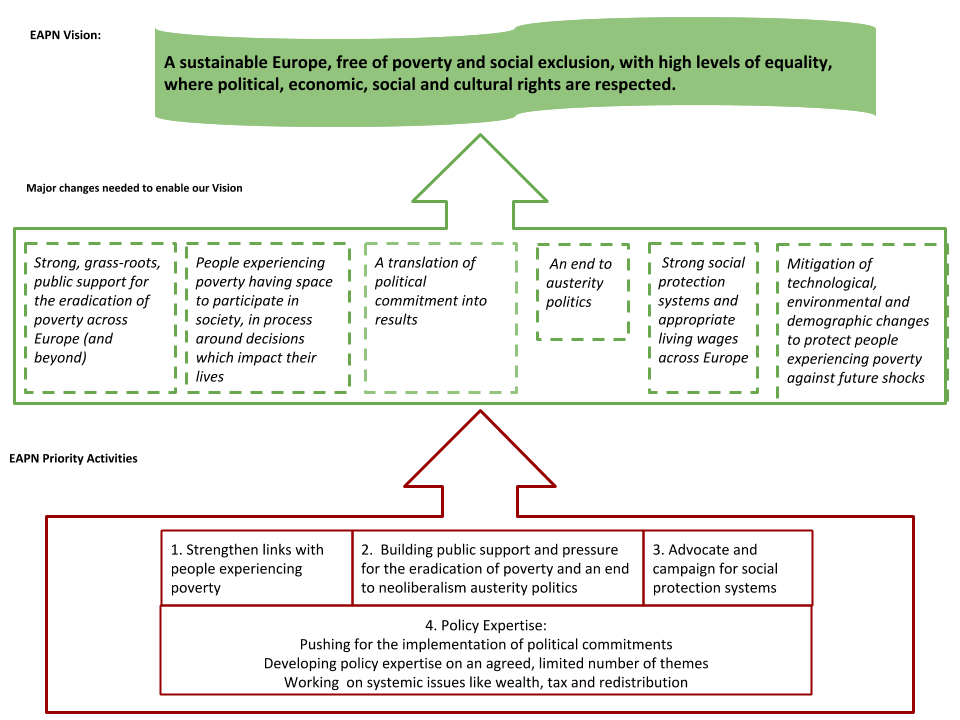 EAPN Vision:
A sustainable Europe, free of poverty and social exclusion, with high levels of equality,
where political, economic, social and cultural rights are respected.
Major changes needed to enable our Vision
Strong, grass-roots,
public support for
the eradication of
poverty across
Europe (and
beyond)
People experiencing
poverty having space
to participate in
society, in process
around decisions
which impact their
lives
A translation of
political
commitment into
results
An end to
austerity
politics
Strong social
protection
systems and
appropriate
living wages
across Europe
Mitigation of
technological,
environmental and
demographic changes
to protect people
experiencing poverty
against future shocks
EAPN Priority Activities
1. Strengthen links with
people experiencing
poverty
2. Building public support and pressure
for the eradication of poverty and an end
to neoliberalism austerity politics
3. Advocate and
campaign for social
protection systems
4. Policy Expertise:
Pushing for the implementation of political commitments
Developing policy expertise on an agreed, limited number of themes
Working on systemic issues like wealth, tax and redistribution